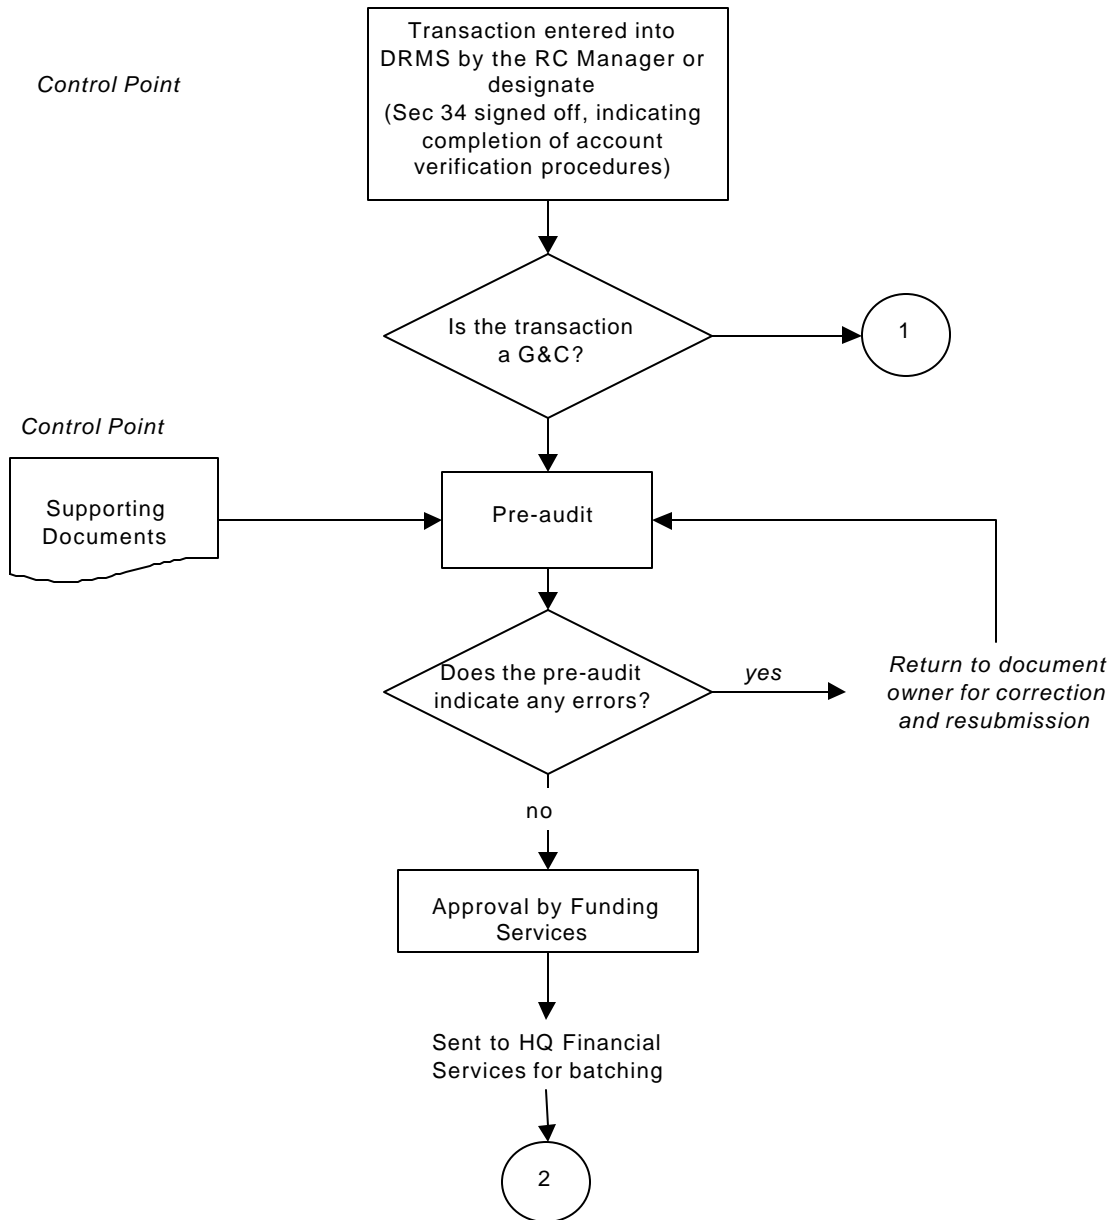 Transaction entered into
DRMS by the RC Manager or
designate
(Sec 34 signed off, indicating
completion of account
verification procedures)
Control Point
Is the transaction
a G&C?
1
Control Point
Supporting
Documents
Pre-audit
Does the pre-audit
indicate any errors?
yes
Return to document
owner for correction
and resubmission
no
Approval by Funding
Services
Sent to HQ Financial
Services for batching
2